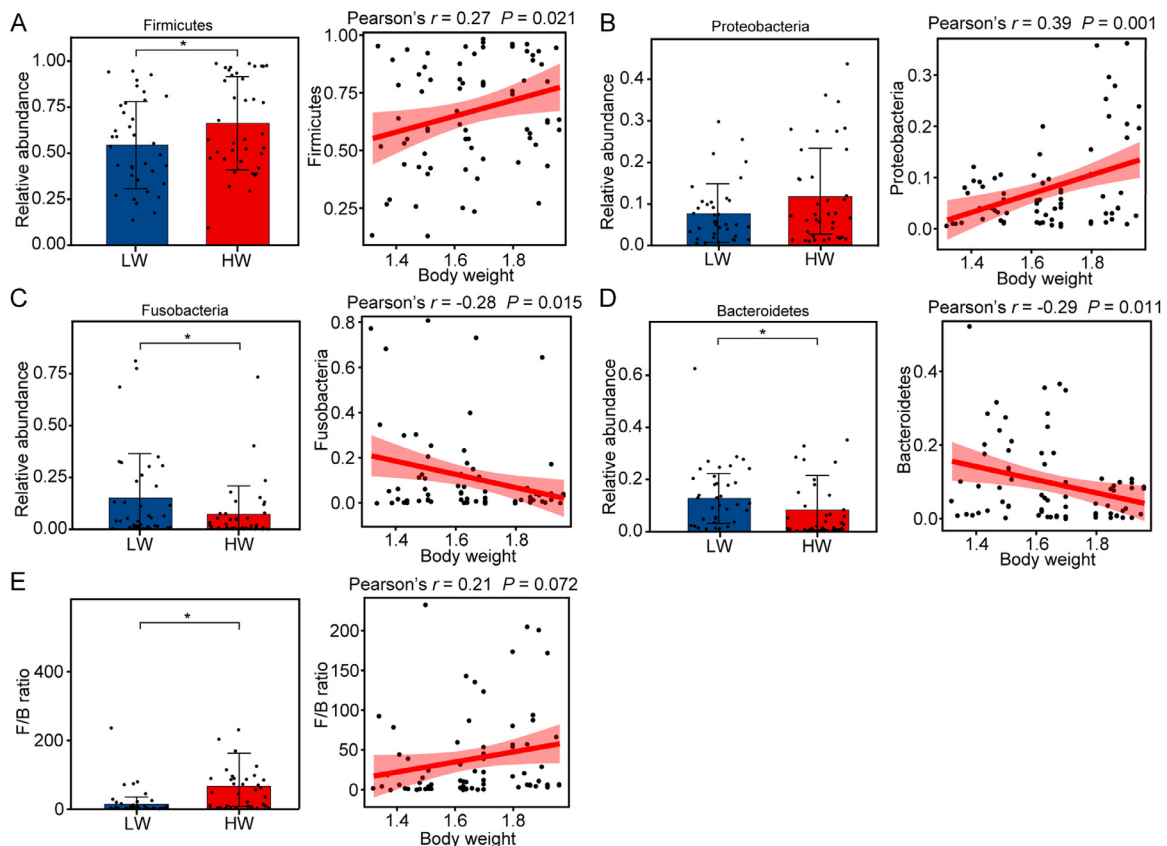 A
Firmicutes
*
Relative abundance
1.00
0.75
0.50
0.25
0.00
LW
HW
Pearson's r = 0.27 P = 0.021
Firmicutes
1.00
0.75
0.50
0.25
1.4
1.6
1.8
Body weight
B
Proteobacteria
Relative abundance
0.4
0.3
0.2
0.1
0.0
LW
HW
Pearson's r = 0.39 P = 0.001
Proteobacteria
0.3
0.2
0.1
0.0
1.4
1.6
1.8
Body weight
C
Fusobacteria
*
Relative abundance
0.75
0.50
0.25
0.00
LW
HW
Pearson's r = -0.28 P = 0.015
Fusobacteria
0.8
0.6
0.4
0.2
0.0
1.4
1.6
1.8
Body weight
D
Bacteroidetes
*
Relative abundance
0.6
0.4
0.2
0.0
LW
HW
Pearson's r = -0.29 P = 0.011
Bacteroidetes
0.4
0.2
0.0
1.4
1.6
1.8
Body weight
E
*
F/B ratio
400
200
0
LW
HW
Pearson's r = 0.21 P = 0.072
F/B ratio
200
150
100
50
0
1.4
1.6
1.8
Body weight